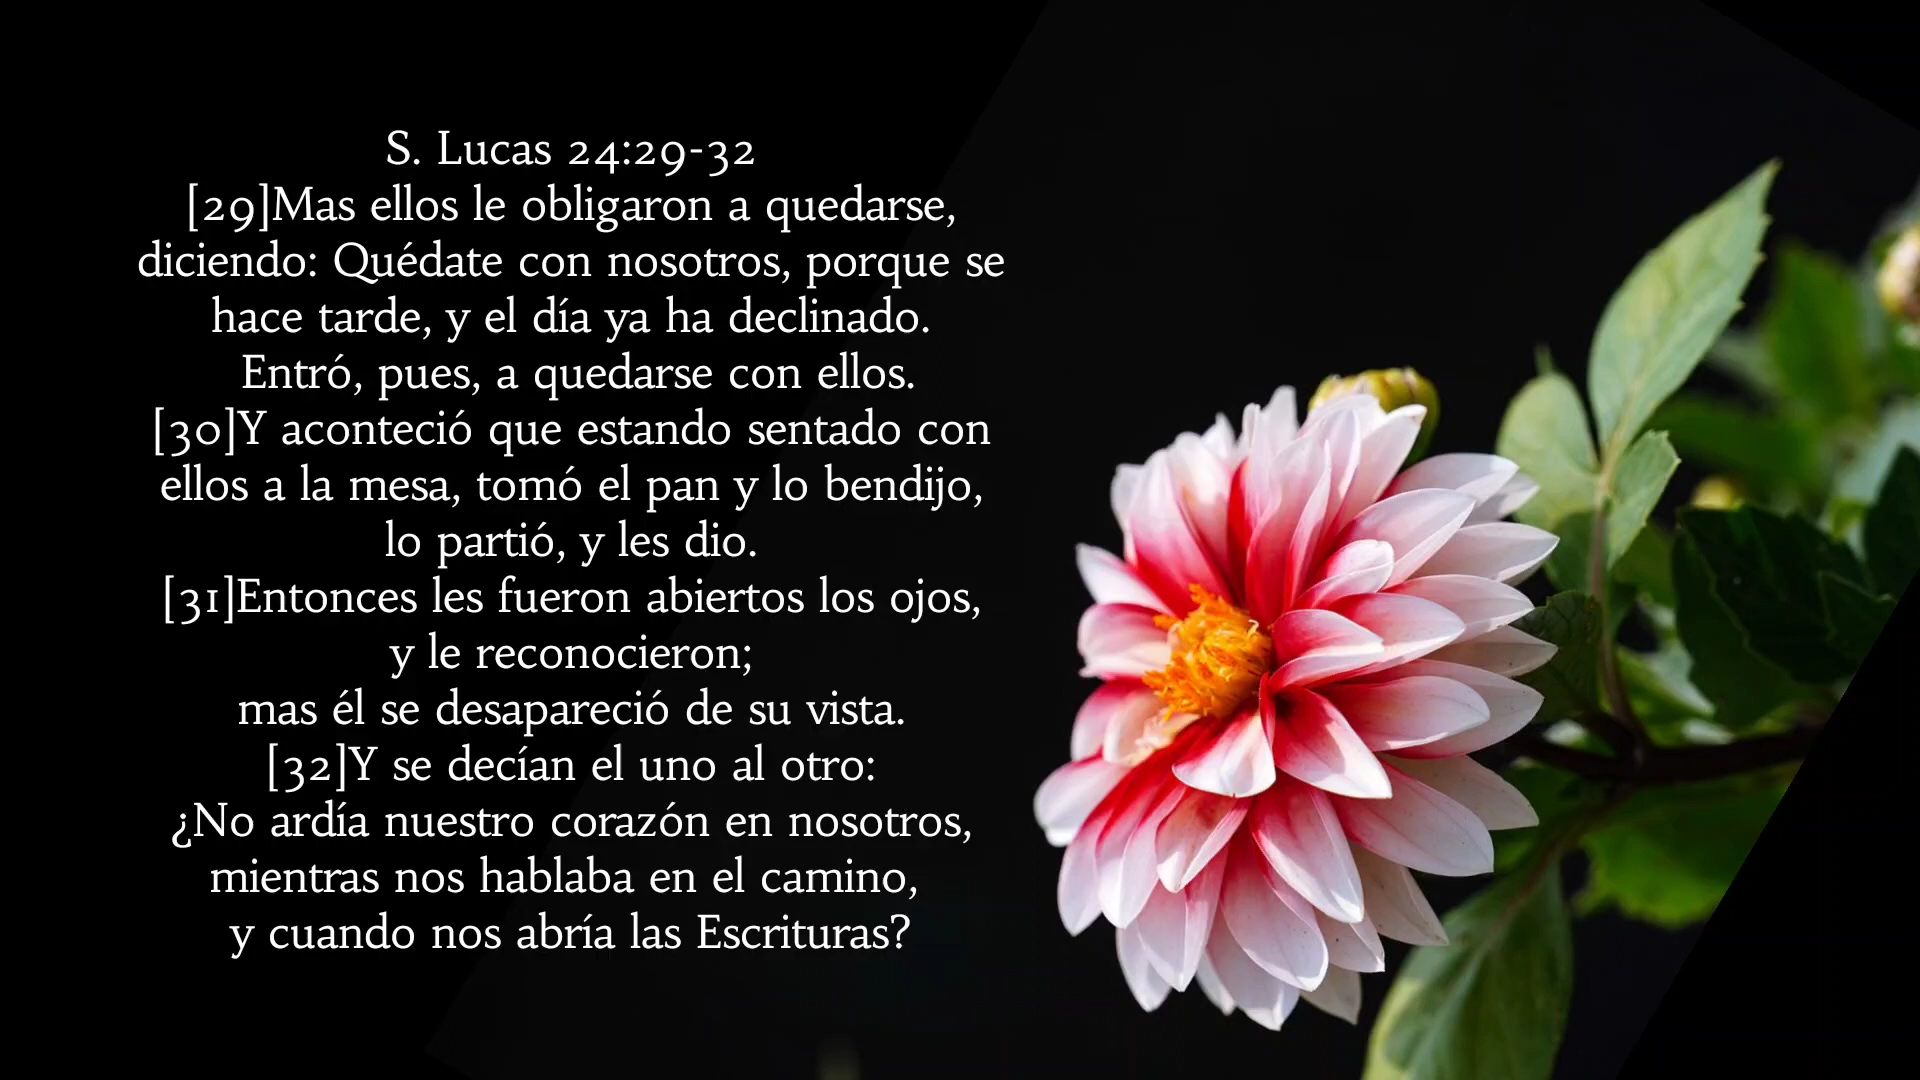 S. Lucas 24:29-32
[29]Mas ellos le obligaron a quedarse,
diciendo: Quédate con nosotros, porque se
hace tarde, y el día ya ha declinado.
Entró, pues, a quedarse con ellos.
[30]Y aconteció que estando sentado con
ellos a la mesa, tomó el pan y lo bendijo,
lo partió, y les dio.
[31]Entonces les fueron abiertos los ojos,
y le reconocieron;
mas él se desapareció de su vista.
[32]Y se decían el uno al otro:
¿No ardía nuestro corazón en nosotros,
mientras nos hablaba en el camino,
y cuando nos abría las Escrituras?